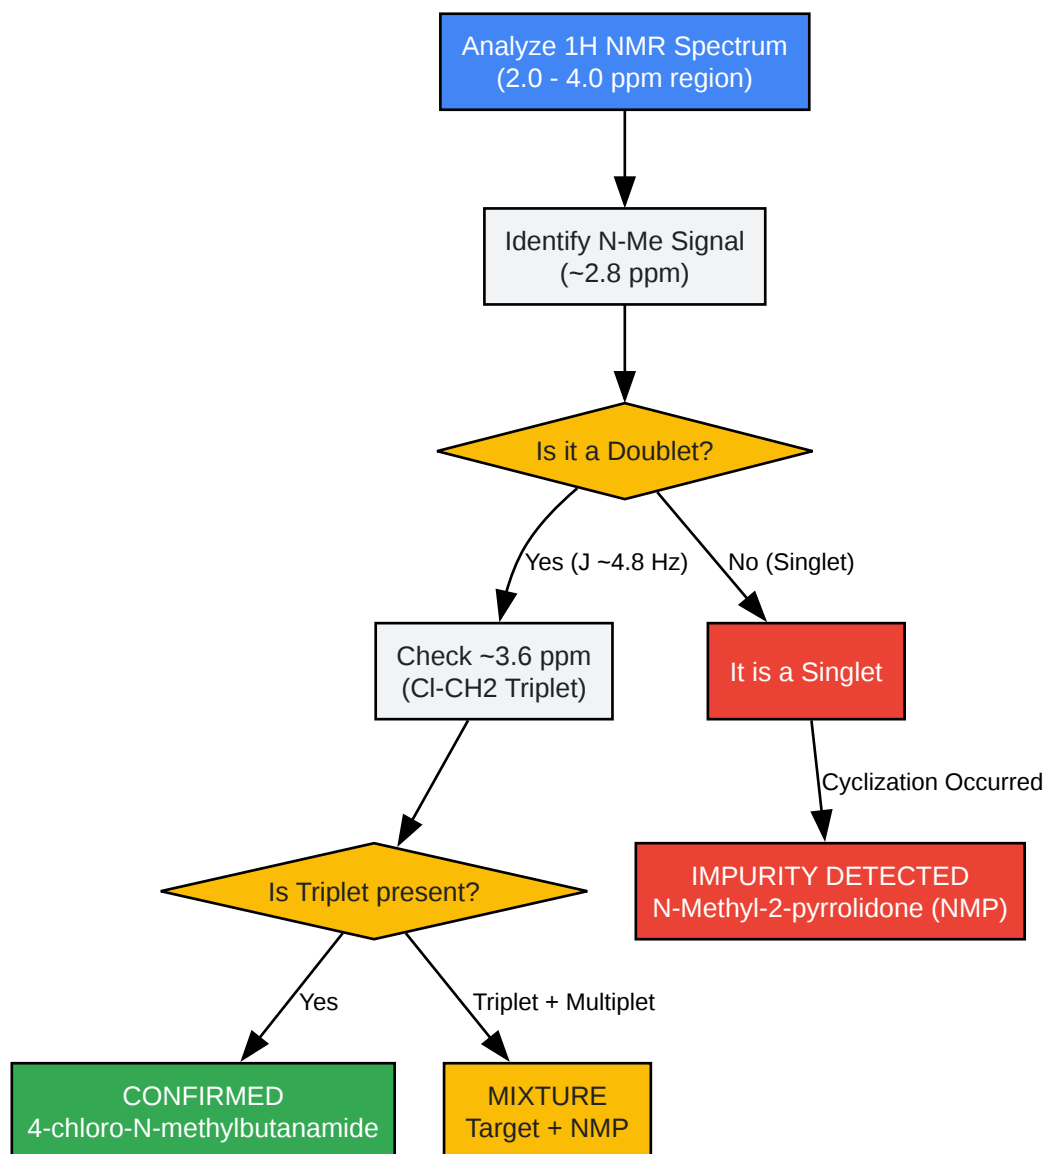 Analyze 1H NMR Spectrum
(2.0 - 4.0 ppm region)
Identify N-Me Signal
(~2.8 ppm)
Is it a Doublet?
Yes (J ~4.8 Hz)
No (Singlet)
Check ~3.6 ppm
(Cl-CH2 Triplet)
It is a Singlet
Cyclization Occurred
Is Triplet present?
IMPURITY DETECTED
N-Methyl-2-pyrrolidone (NMP)
Yes
Triplet + Multiplet
CONFIRMED
4-chloro-N-methylbutanamide
MIXTURE
Target + NMP